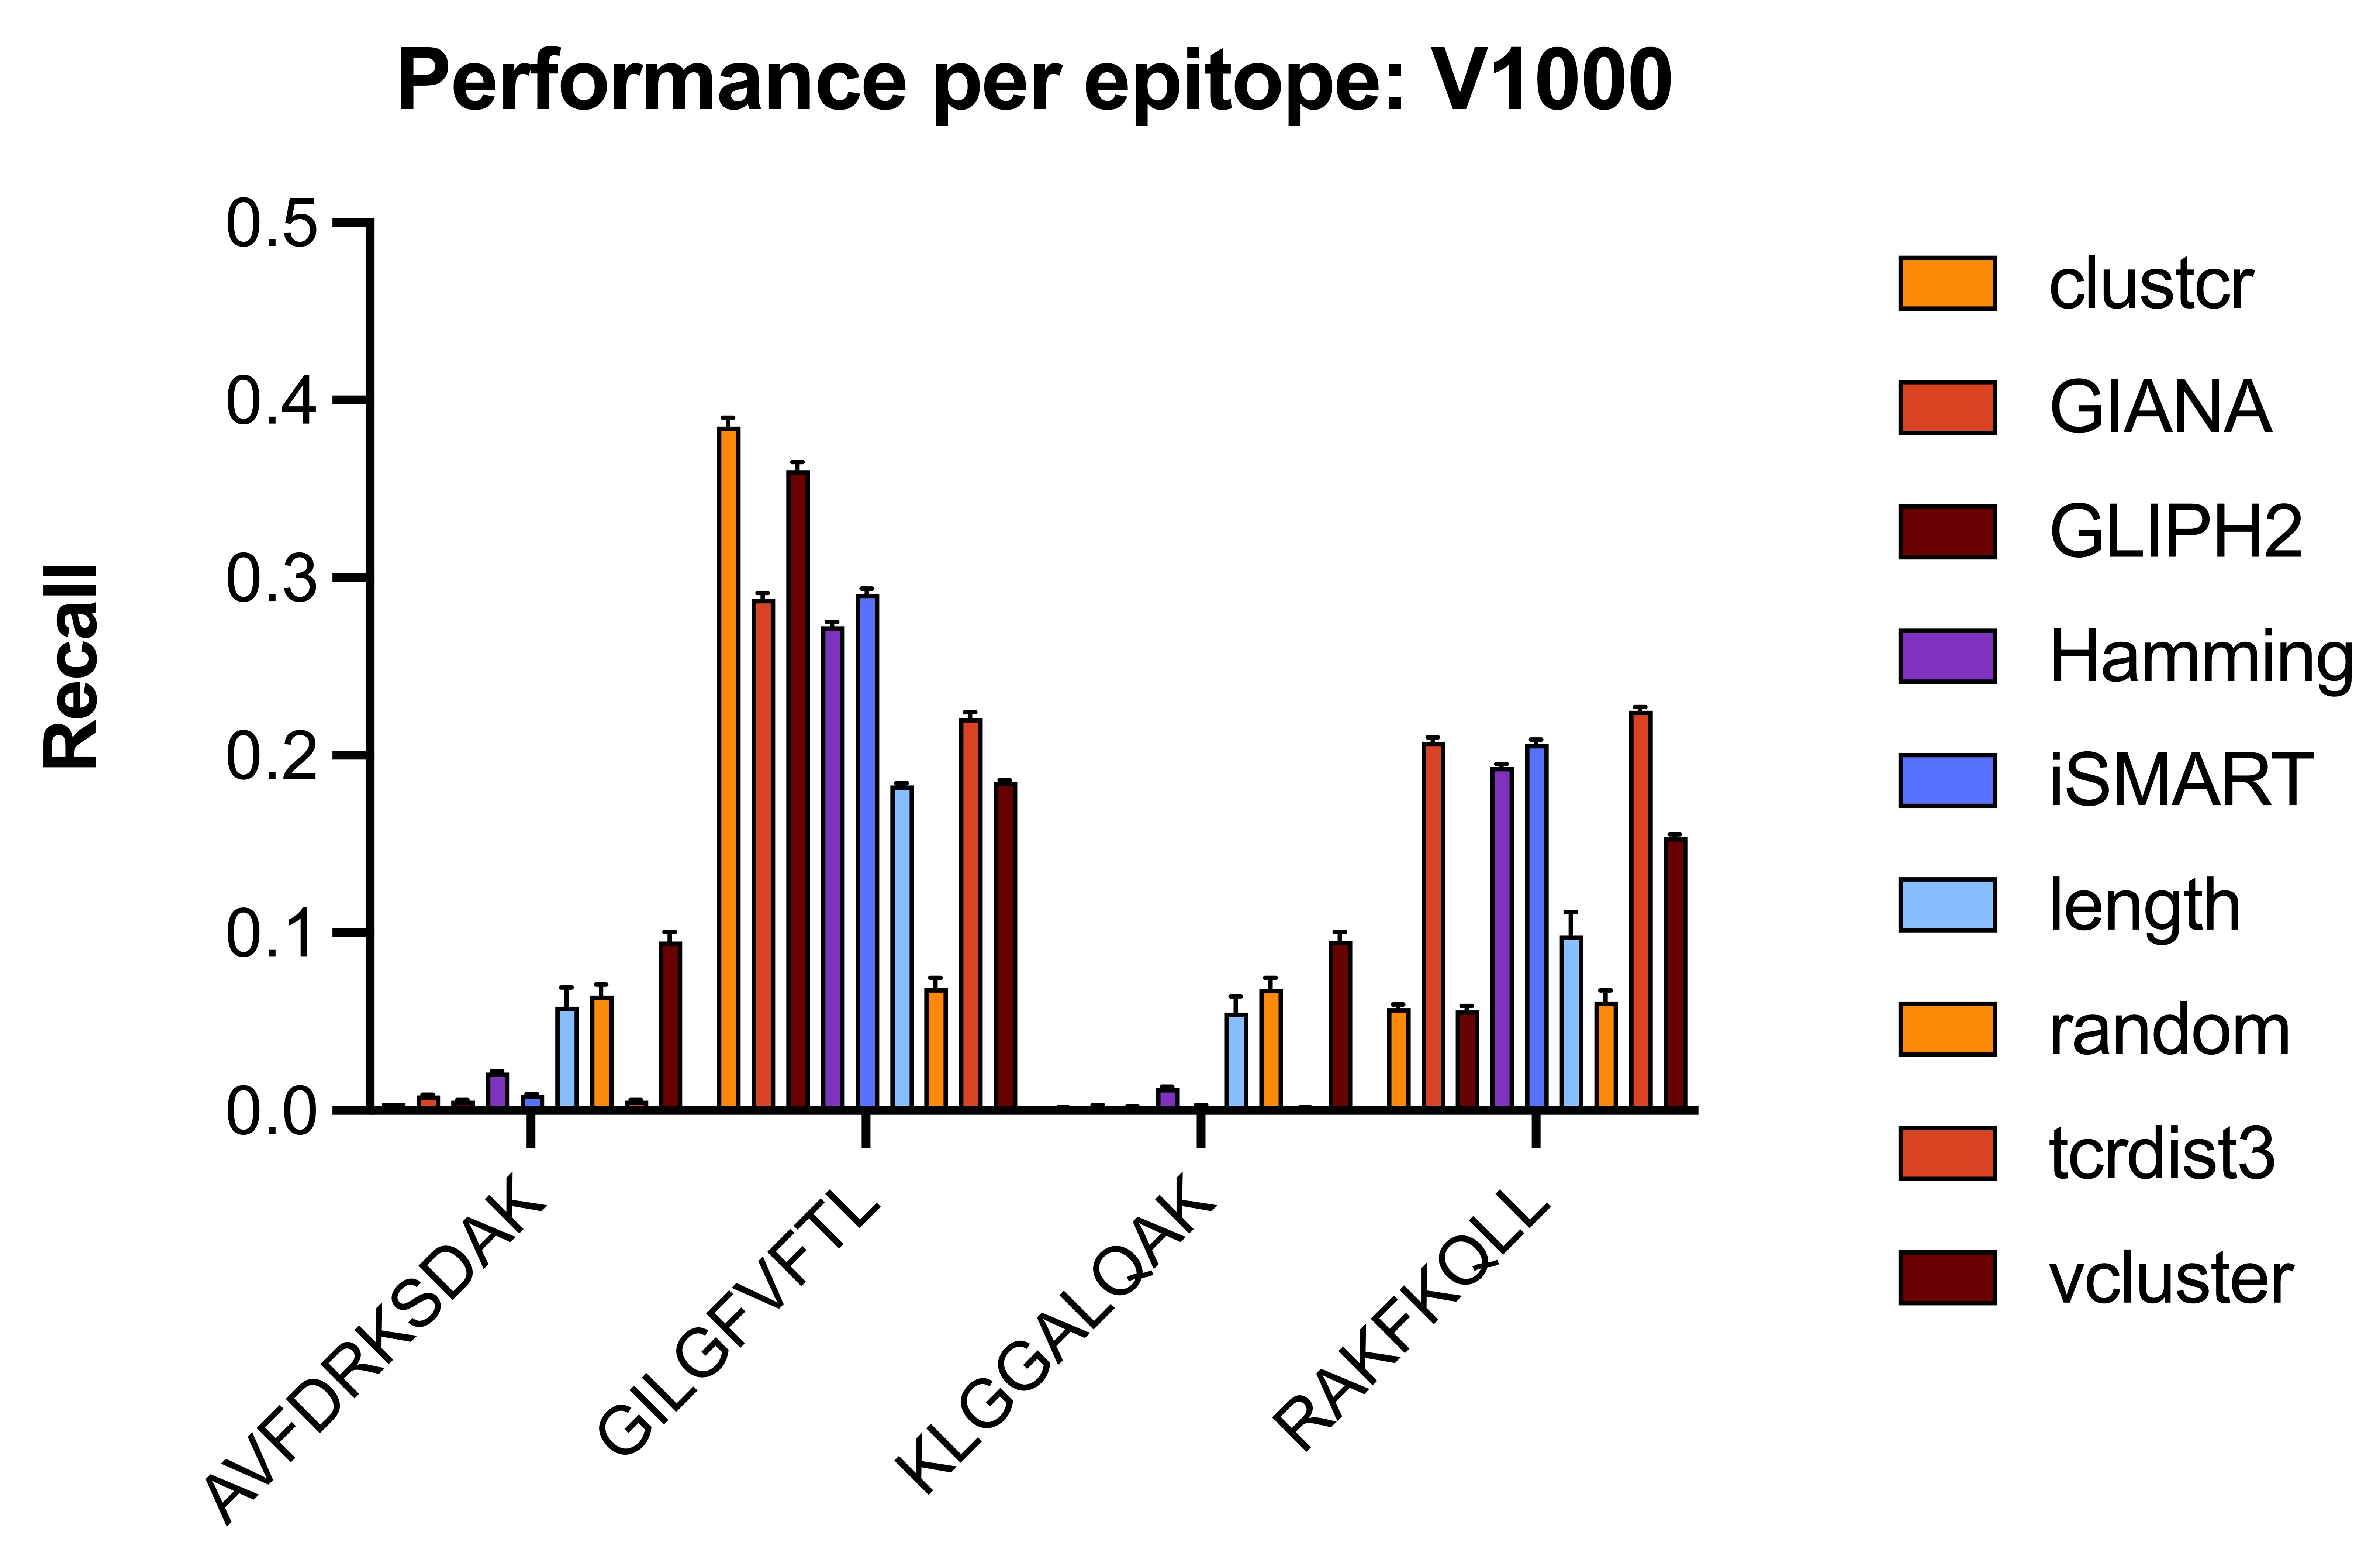 Performance per epitope: V1000
Recall
0.5
0.4
0.3
0.2
0.1
0.0
AVFDRKSDAK
GILGFVFTL
KLGGALQAK
RAKFKQLL
clustcr
GIANA
GLIPH2
Hamming
iSMART
length
random
tcrdist3
vcluster